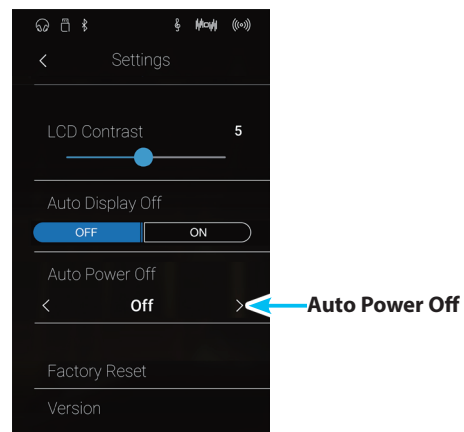 Settings
LCD Contrast 5
Auto Display Off
OFF ON
Auto Power Off
Off
Auto Power Off
Factory Reset
Version